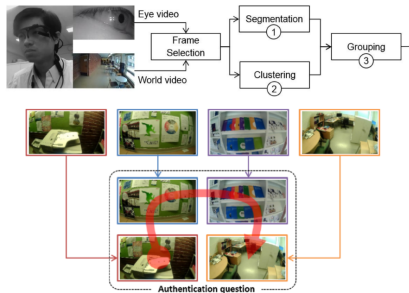 Eye video
World video
Frame
Selection
Segmentation
1
Clustering
2
Grouping
3
Authentication question